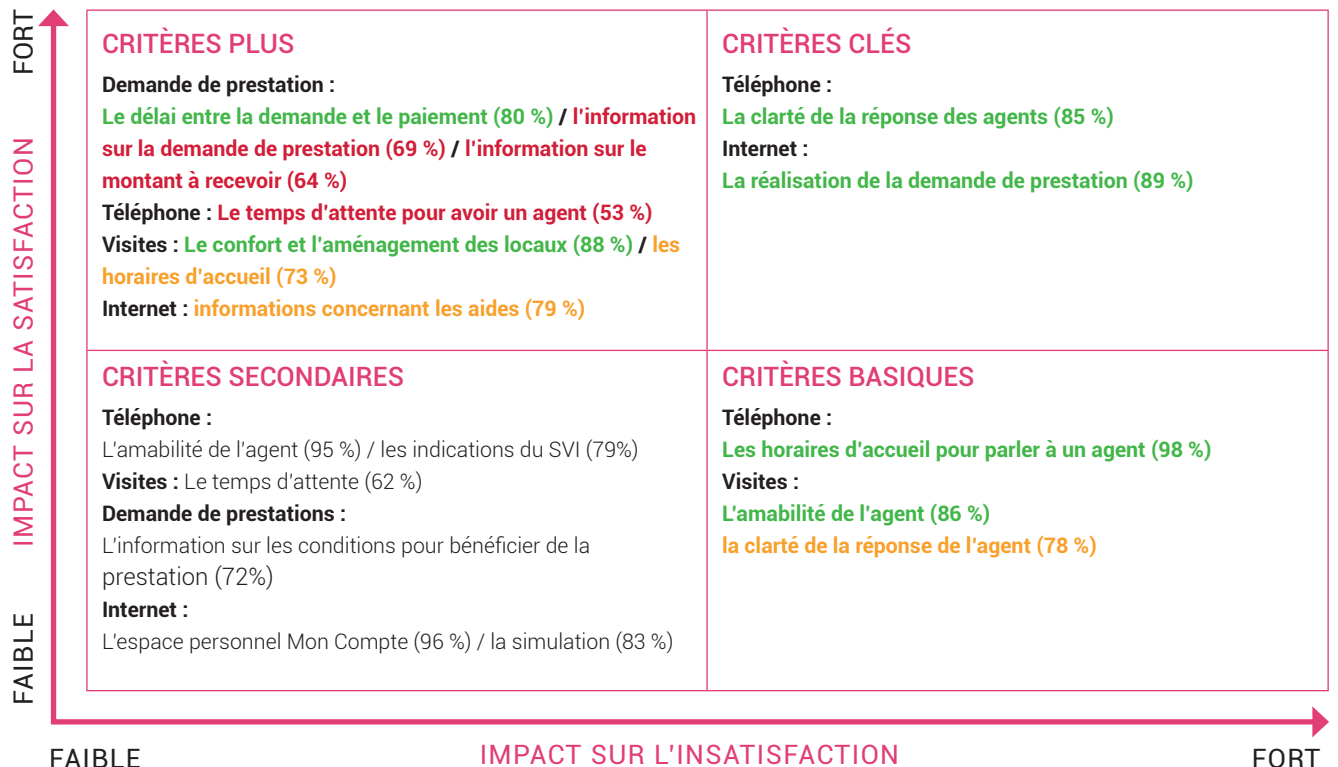 FORT
IMPACT SUR LA SATISFACTION
FAIBLE
CRITÈRES PLUS
Demande de prestation :
Le délai entre la demande et le paiement (80 %) / l'information
sur la demande de prestation (69 %) / l'information sur le
montant à recevoir (64 %)
Téléphone : Le temps d'attente pour avoir un agent (53 %)
Visites : Le confort et l'aménagement des locaux (88 %) / les
horaires d'accueil (73 %)
Internet : informations concernant les aides (79 %)
CRITÈRES CLÉS
Téléphone :
La clarté de la réponse des agents (85 %)
Internet :
La réalisation de la demande de prestation (89 %)
CRITÈRES SECONDAIRES
Téléphone :
L'amabilité de l'agent (95 %) / les indications du SVI (79%)
Visites : Le temps d'attente (62 %)
Demande de prestations :
L'information sur les conditions pour bénéficier de la
prestation (72%)
Internet :
L'espace personnel Mon Compte (96 %) / la simulation (83 %)
CRITÈRES BASIQUES
Téléphone :
Les horaires d'accueil pour parler à un agent (98 %)
Visites :
L'amabilité de l'agent (86 %)
la clarté de la réponse de l'agent (78 %)
FAIBLE
IMPACT SUR L'INSATISFACTION
FORT